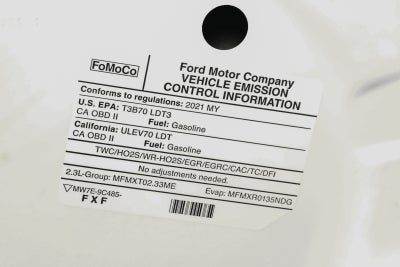 FoMoCo
Ford Motor Company
VEHICLE EMISSION
CONTROL INFORMATION
Conforms to regulations: 2021 MY
U.S. EPA: T3B70 LDT3
CA OBD II Fuel: Gasoline
California: ULEV70 LDT
CA OBD II Fuel: Gasoline
TWC/HO2S/WR-HO2S/EGR/EGRC/CAC/TC/DFI
No adjustments needed.
2.3L-Group: MFMXT02.33ME Evap: MFMXR0135NDG
▽MW7E-9C485-
FXF